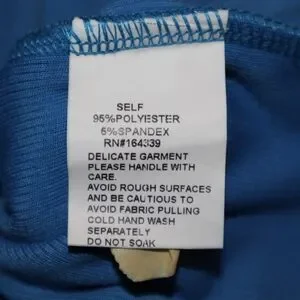 SELF
95%POLYESTER
5%SPANDEX
RN#164339
DELICATE GARMENT
PLEASE HANDLE WITH
CARE.
AVOID ROUGH SURFACES
AND BE CAUTIOUS TO
AVOID FABRIC PULLING
COLD HAND WASH
SEPARATELY
DO NOT SOAK